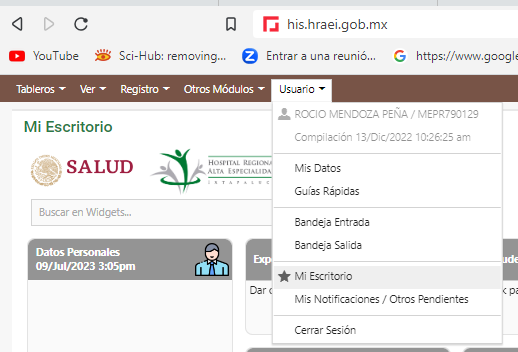 his.hraei.gob.mx
YouTube Sci-Hub: removing... Entrar a una reunió... https://www.google
Tableros Ver Registro Otros Módulos Usuario
ROCIO MENDOZA PEÑA / MEPR790129
Compilación 13/Dic/2022 10:26:25 am
Mis Datos
Guías Rápidas
Bandeja Entrada
Bandeja Salida
Mi Escritorio
Mis Notificaciones / Otros Pendientes
Cerrar Sesión
Mi Escritorio
SALUD
HOSPITAL REGIONA
ALTA ESPECIALIDA
IXTAPALUC
Buscar en Widgets...
Datos Personales
09/Jul/2023 3:05pm
Exp
Dar c